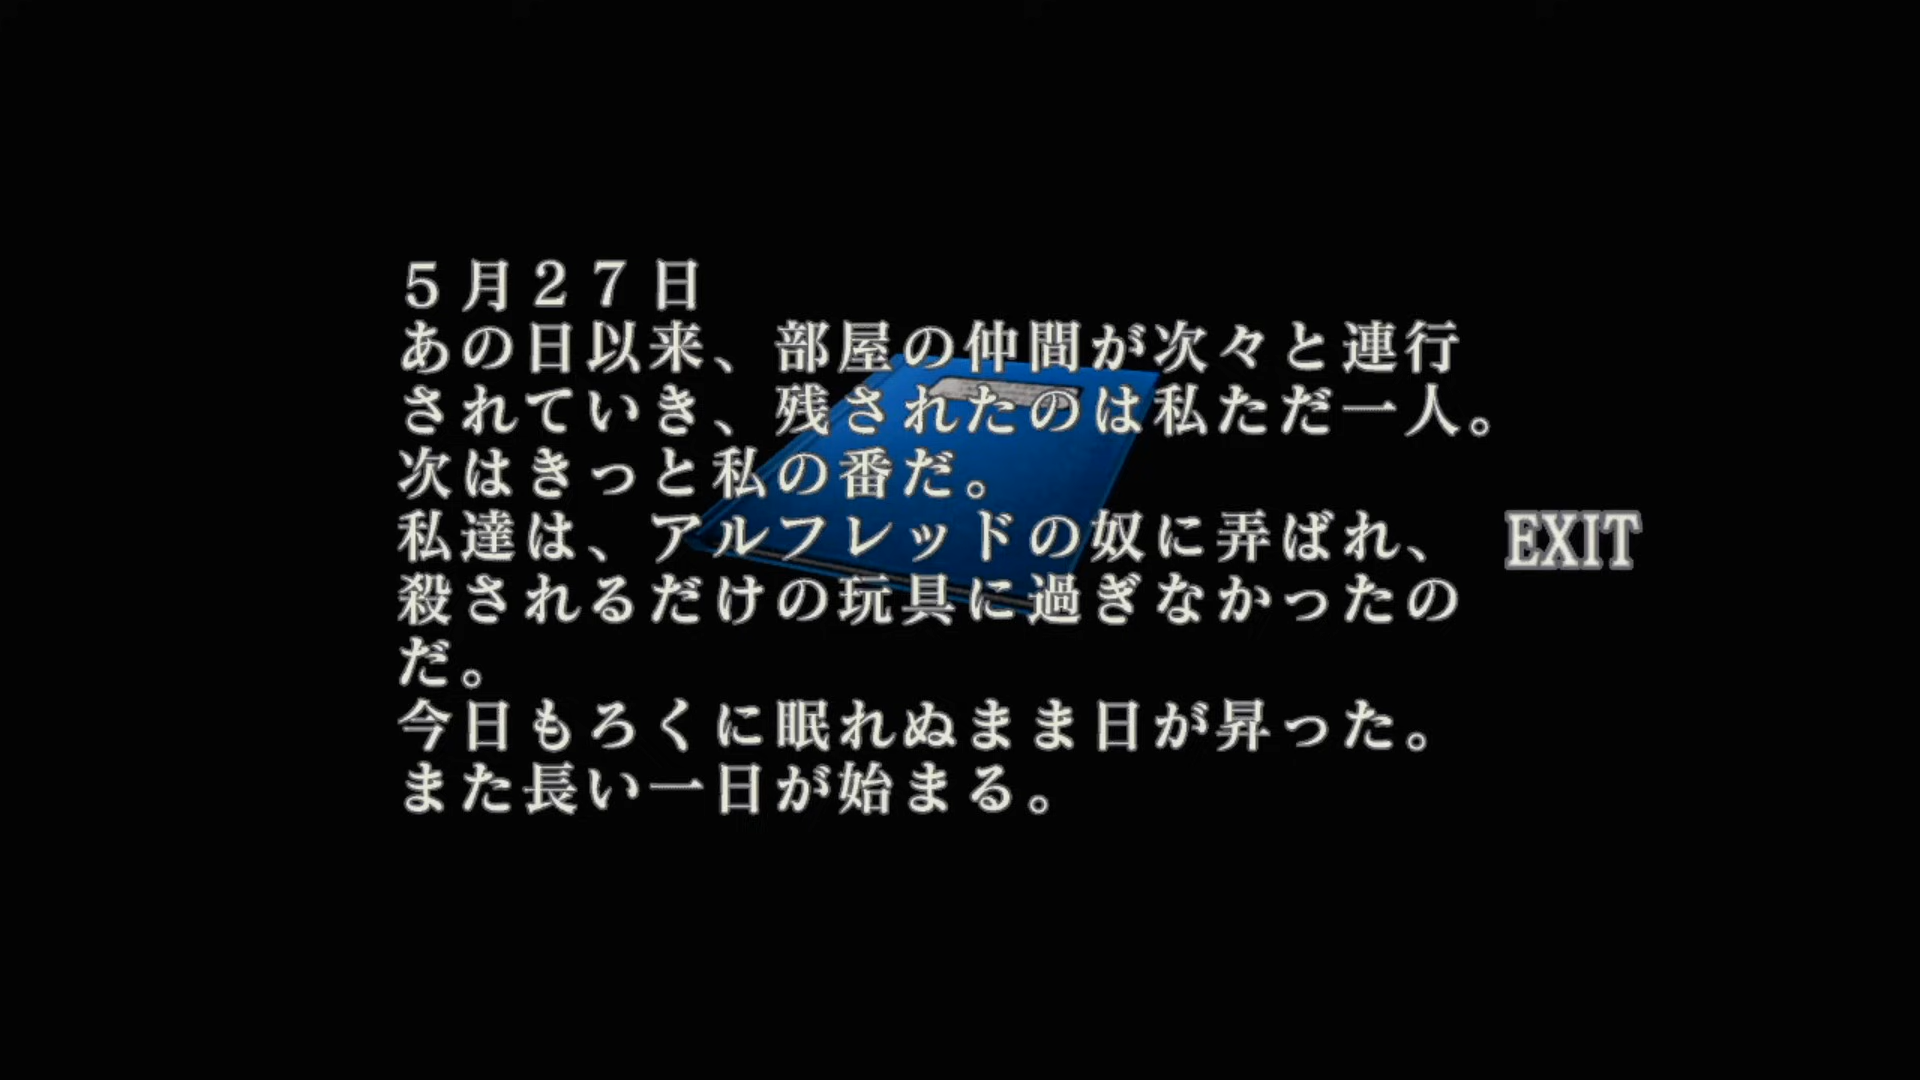 ５月２７日
あの日以来、部屋の仲間が次々と連行
されていき、残されたのは私ただ一人。
次はきっと私の番だ。
私達は、アルフレッドの奴に弄ばれ、
殺されるだけの玩具に過ぎなかったの
だ。
今日もろくに眠れぬまま日が昇った。
また長い一日が始まる。
EXIT